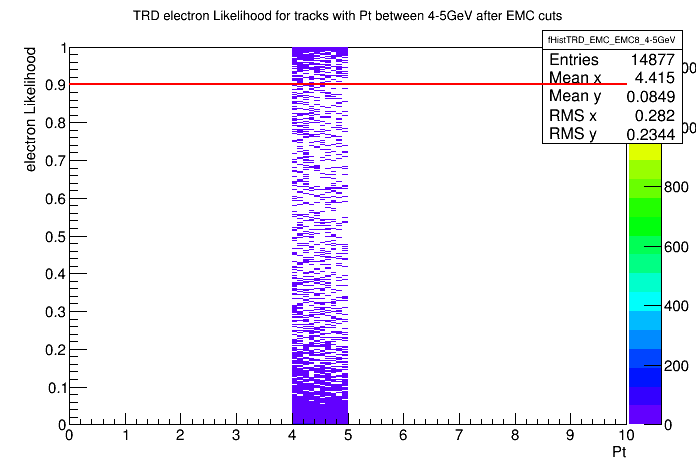 TRD electron Likelihood for tracks with Pt between 4-5GeV after EMC cuts
fHistTRD_EMC_EMC8_4-5GeV
Entries 14877
Mean x 4.415
Mean y 0.0849
RMS x 0.282
RMS y 0.2344
electron Likelihood
1
0.9
0.8
0.7
0.6
0.5
0.4
0.3
0.2
0.1
0
0 1 2 3 4 5 6 7 8 9 10
Pt
800
600
400
200
0